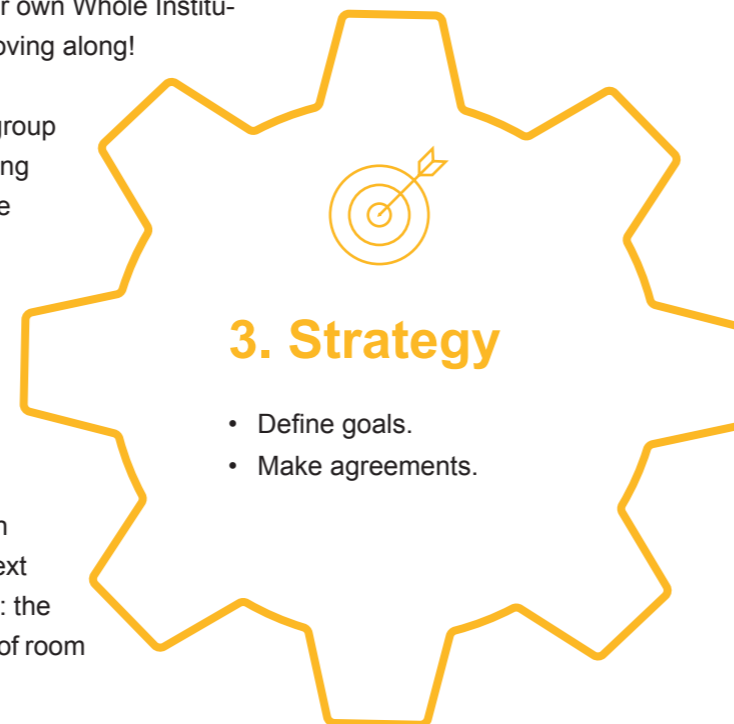 r own Whole Institu-
oving along!
group
ng
e
3. Strategy
• Define goals.
• Make agreements.
n
ext
: the
of room